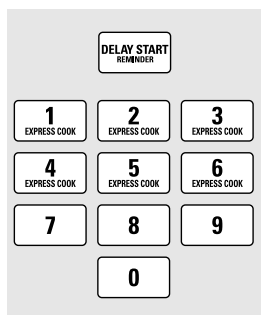 DELAY START
REMINDER
1 2 3
EXPRESS COOK EXPRESS COOK EXPRESS COOK
4 5 6
EXPRESS COOK EXPRESS COOK EXPRESS COOK
7 8 9
0